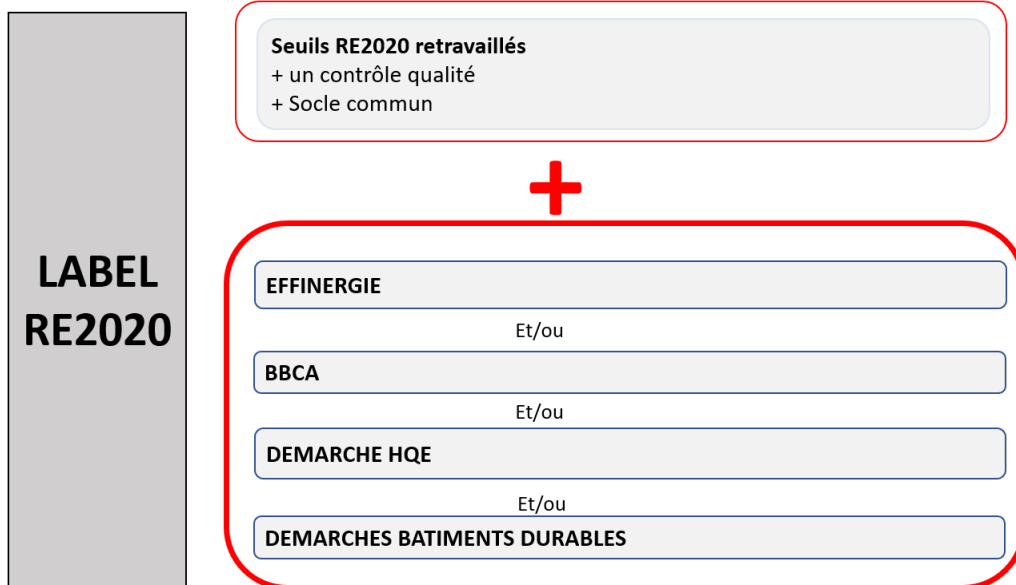 LABEL
RE2020
Seuils RE2020 retravaillés
+ un contrôle qualité
+ Socle commun
+
EFFINERGIE
Et/ou
BBCA
Et/ou
DEMARCHE HQE
Et/ou
DEMARCHES BATIMENTS DURABLES